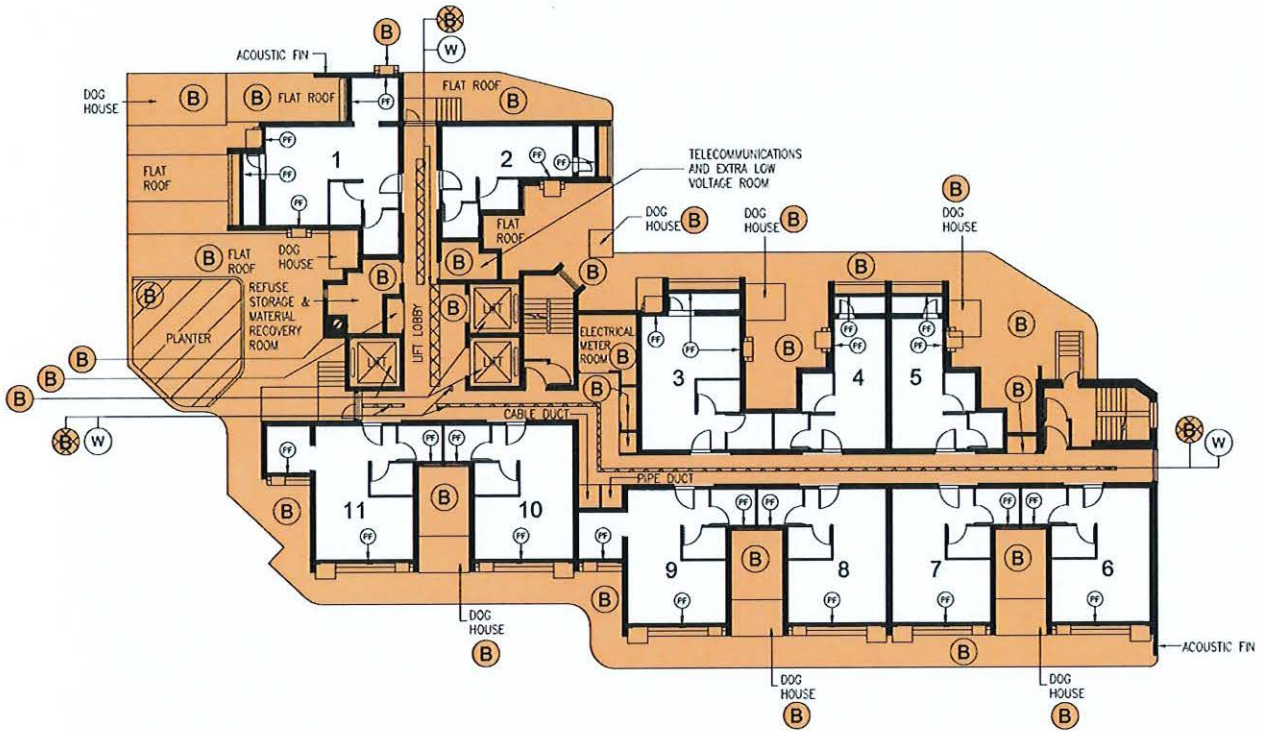 B
W
ACOUSTIC FIN
B
FLAT ROOF
DOG
HOUSE
B
B
FLAT ROOF
PF
B
PF
1
PF
PF
2
PF
PF
TELECOMMUNICATIONS
AND EXTRA LOW
VOLTAGE ROOM
FLAT
ROOF
B
DOG
HOUSE
B
DOG
HOUSE
B
DOG
HOUSE
FLAT
ROOF
B
FLAT
ROOF
DOG
HOUSE
B
B
B
B
B
REFUSE
STORAGE &
MATERIAL
RECOVERY
ROOM
PLANTER
LIFT LOBBY
B
LIFT
LIFT
LIFT
ELECTRICAL
METER
ROOM
B
B
PF
PF
3
B
PF
PF
4
PF
PF
5
B
B
B
B
B
B
W
CABLE DUCT
B
W
PIPE DUCT
PF
PF
PF
PF
11
B
10
PF
PF
B
PF
PF
PF
PF
PF
9
B
8
7
B
6
PF
PF
PF
PF
B
DOG
HOUSE
B
B
ACOUSTIC FIN
DOG
HOUSE
B
DOG
HOUSE
B